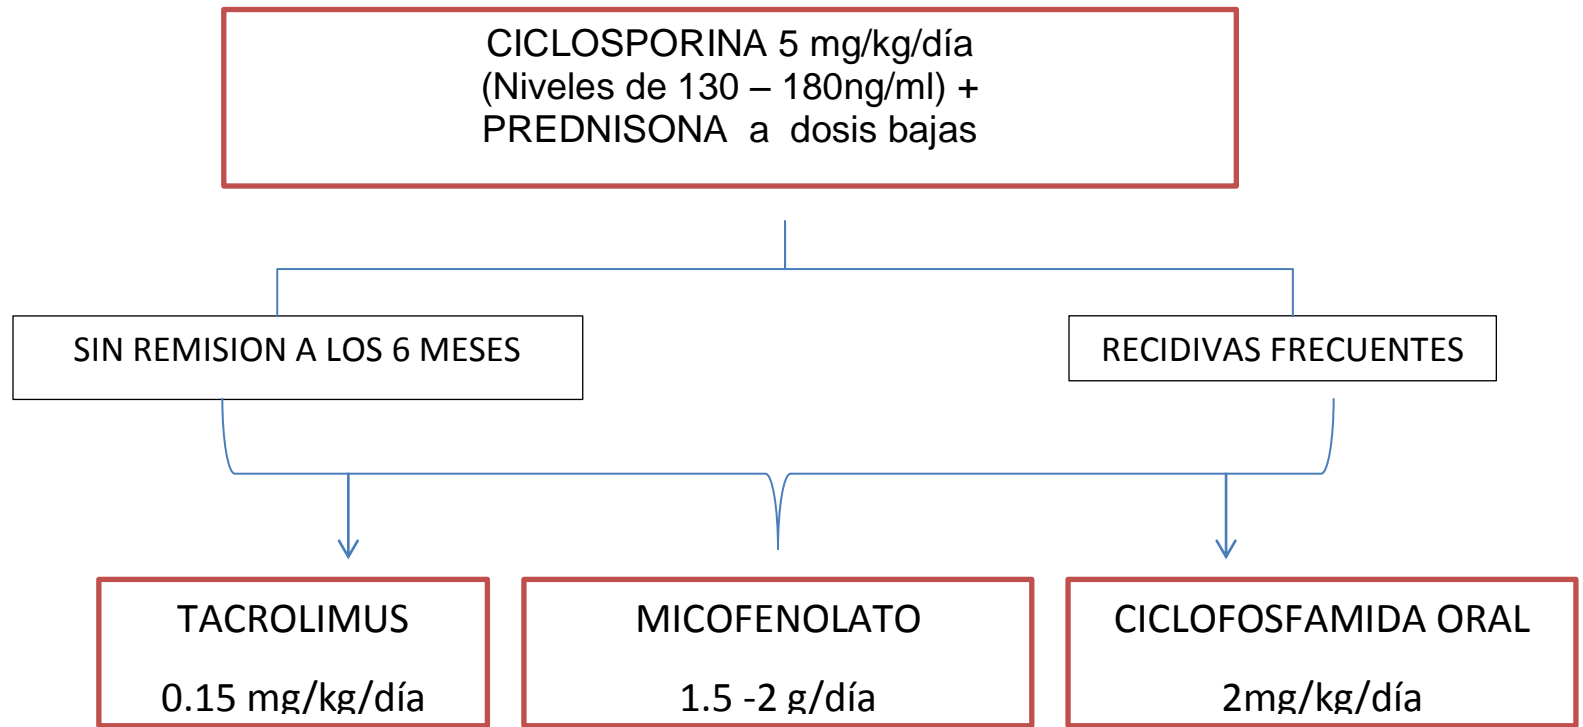 CICLOSPORINA 5 mg/kg/día
(Niveles de 130 – 180ng/ml) +
PREDNISONA a dosis bajas
SIN REMISION A LOS 6 MESES
RECIDIVAS FRECUENTES
TACROLIMUS
0.15 mg/kg/día
MICOFENOLATO
1.5 -2 g/día
CICLOFOSFAMIDA ORAL
2mg/kg/día